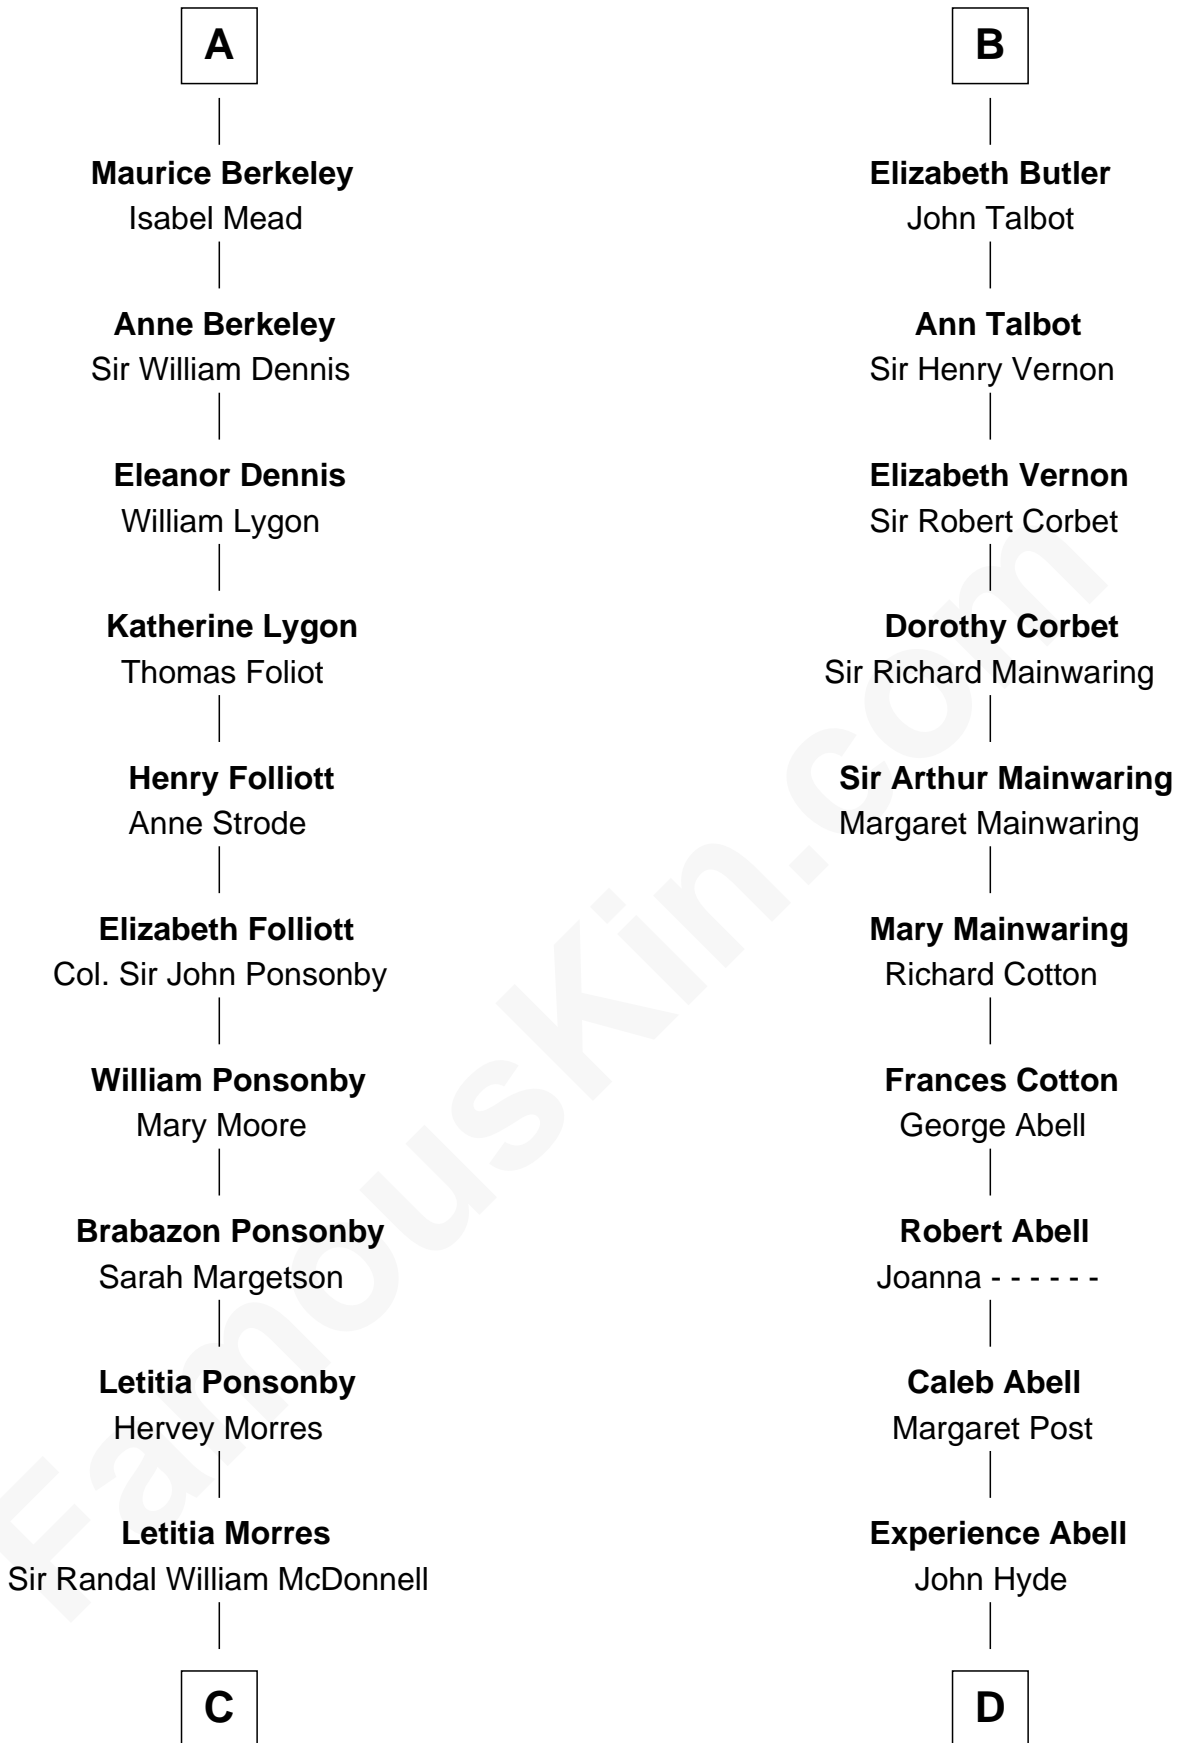 A
Maurice Berkeley
Isabel Mead
Anne Berkeley
Sir William Dennis
Eleanor Dennis
William Lygon
Katherine Lygon
Thomas Foliot
Henry Folliott
Anne Strode
Elizabeth Folliott
Col. Sir John Ponsonby
William Ponsonby
Mary Moore
Brabazon Ponsonby
Sarah Margetson
Letitia Ponsonby
Hervey Morres
Letitia Morres
Sir Randal William McDonnell
C
B
Elizabeth Butler
John Talbot
Ann Talbot
Sir Henry Vernon
Elizabeth Vernon
Sir Robert Corbet
Dorothy Corbet
Sir Richard Mainwaring
Sir Arthur Mainwaring
Margaret Mainwaring
Mary Mainwaring
Richard Cotton
Frances Cotton
George Abell
Robert Abell
Joanna - - - - - -
Caleb Abell
Margaret Post
Experience Abell
John Hyde
D
FamousKin.com